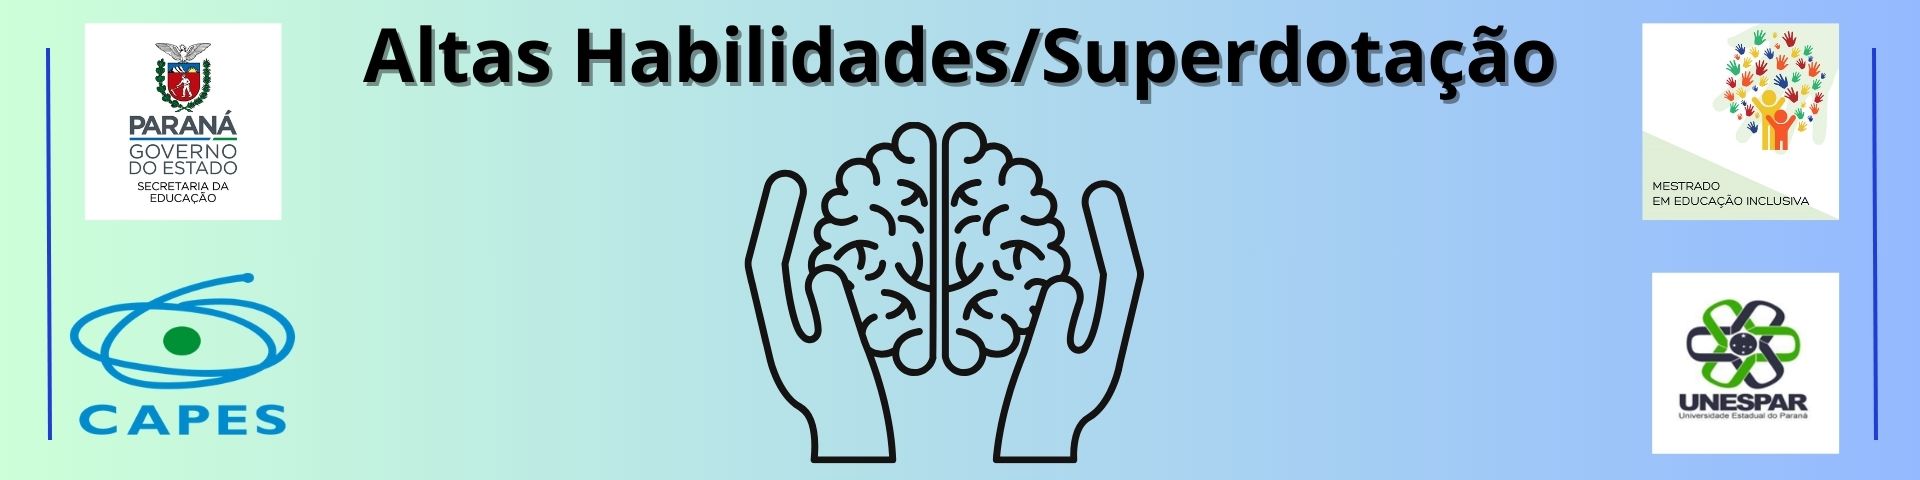 Altas Habilidades/Superdotação
PARANÁ
GOVERNO
DO ESTADO
SECRETARIA DA
EDUCAÇÃO
CAPES
MESTRADO
EM EDUCAÇÃO INCLUSIVA
UNESPAR
Universidade Estadual do Paraná